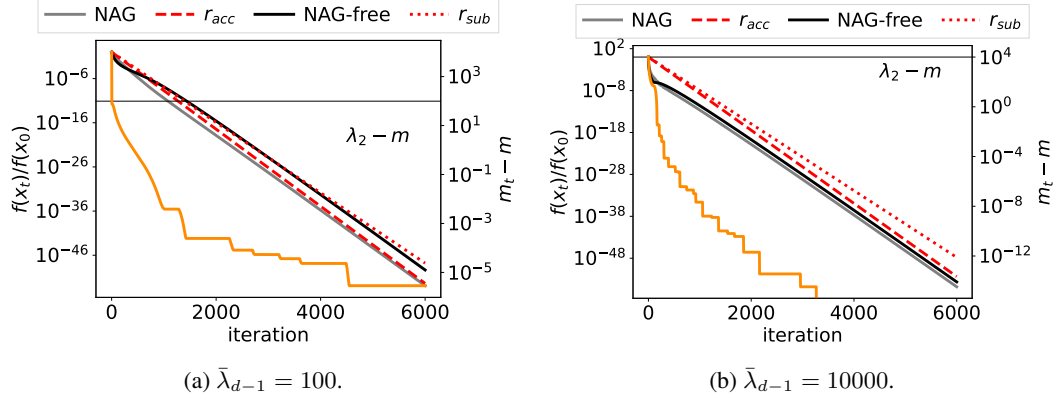 NAG r_acc NAG-free r_sub
10^−6
10^−16
10^−26
10^−36
10^−46
f(x_t)/f(x_0)
λ_2 − m
10^3
10^1
10^−1
10^−3
10^−5
m_t − m
0 2000 4000 6000
iteration
(a) λ̄_{d−1} = 100.
NAG r_acc NAG-free r_sub
10^2
10^−8
10^−18
10^−28
10^−38
10^−48
f(x_t)/f(x_0)
λ_2 − m
10^4
10^0
10^−4
10^−8
10^−12
m_t − m
0 2000 4000 6000
iteration
(b) λ̄_{d−1} = 10000.